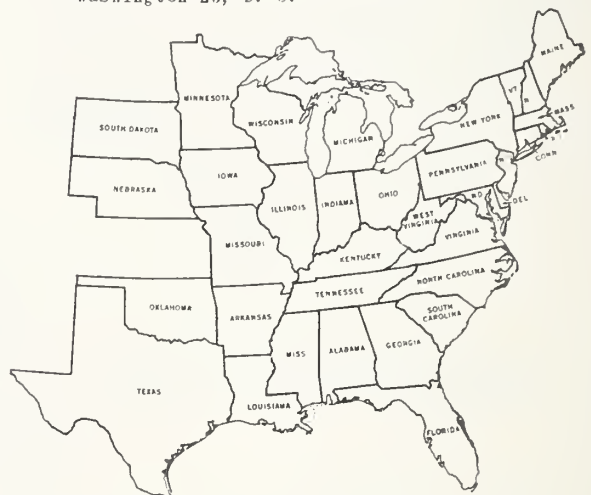 Washington 25, D. C.
MAINE
MINNESOTA
VT
N
MASS
WISCONSIN
NEW YORK
SOUTH DAKOTA
MICHIGAN
R I
CONN
PENNSYLVANIA
N
IOWA
NEBRASKA
OHIO
MD
DEL
ILLINOIS
INDIANA
WEST
VIRGINIA
VIRGINIA
MISSOURI
KENTUCKY
NORTH CAROLINA
TENNESSEE
OKLAHOMA
ARKANSAS
SOUTH
CAROLINA
MISS
ALABAMA
GEORGIA
TEXAS
LOUISIANA
FLORIDA